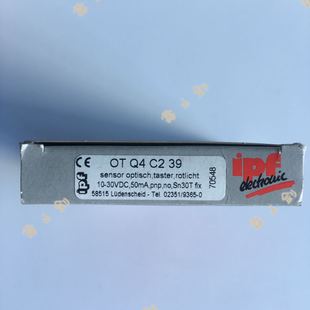 CE
OT Q4 C2 39
sensor optisch,taster,rotlicht
10-30VDC,50mA,pnp,no,Sn30T fix
58515 Lüdenscheid - Tel 02351/9365-0
ipf
70548
ipf
electronic